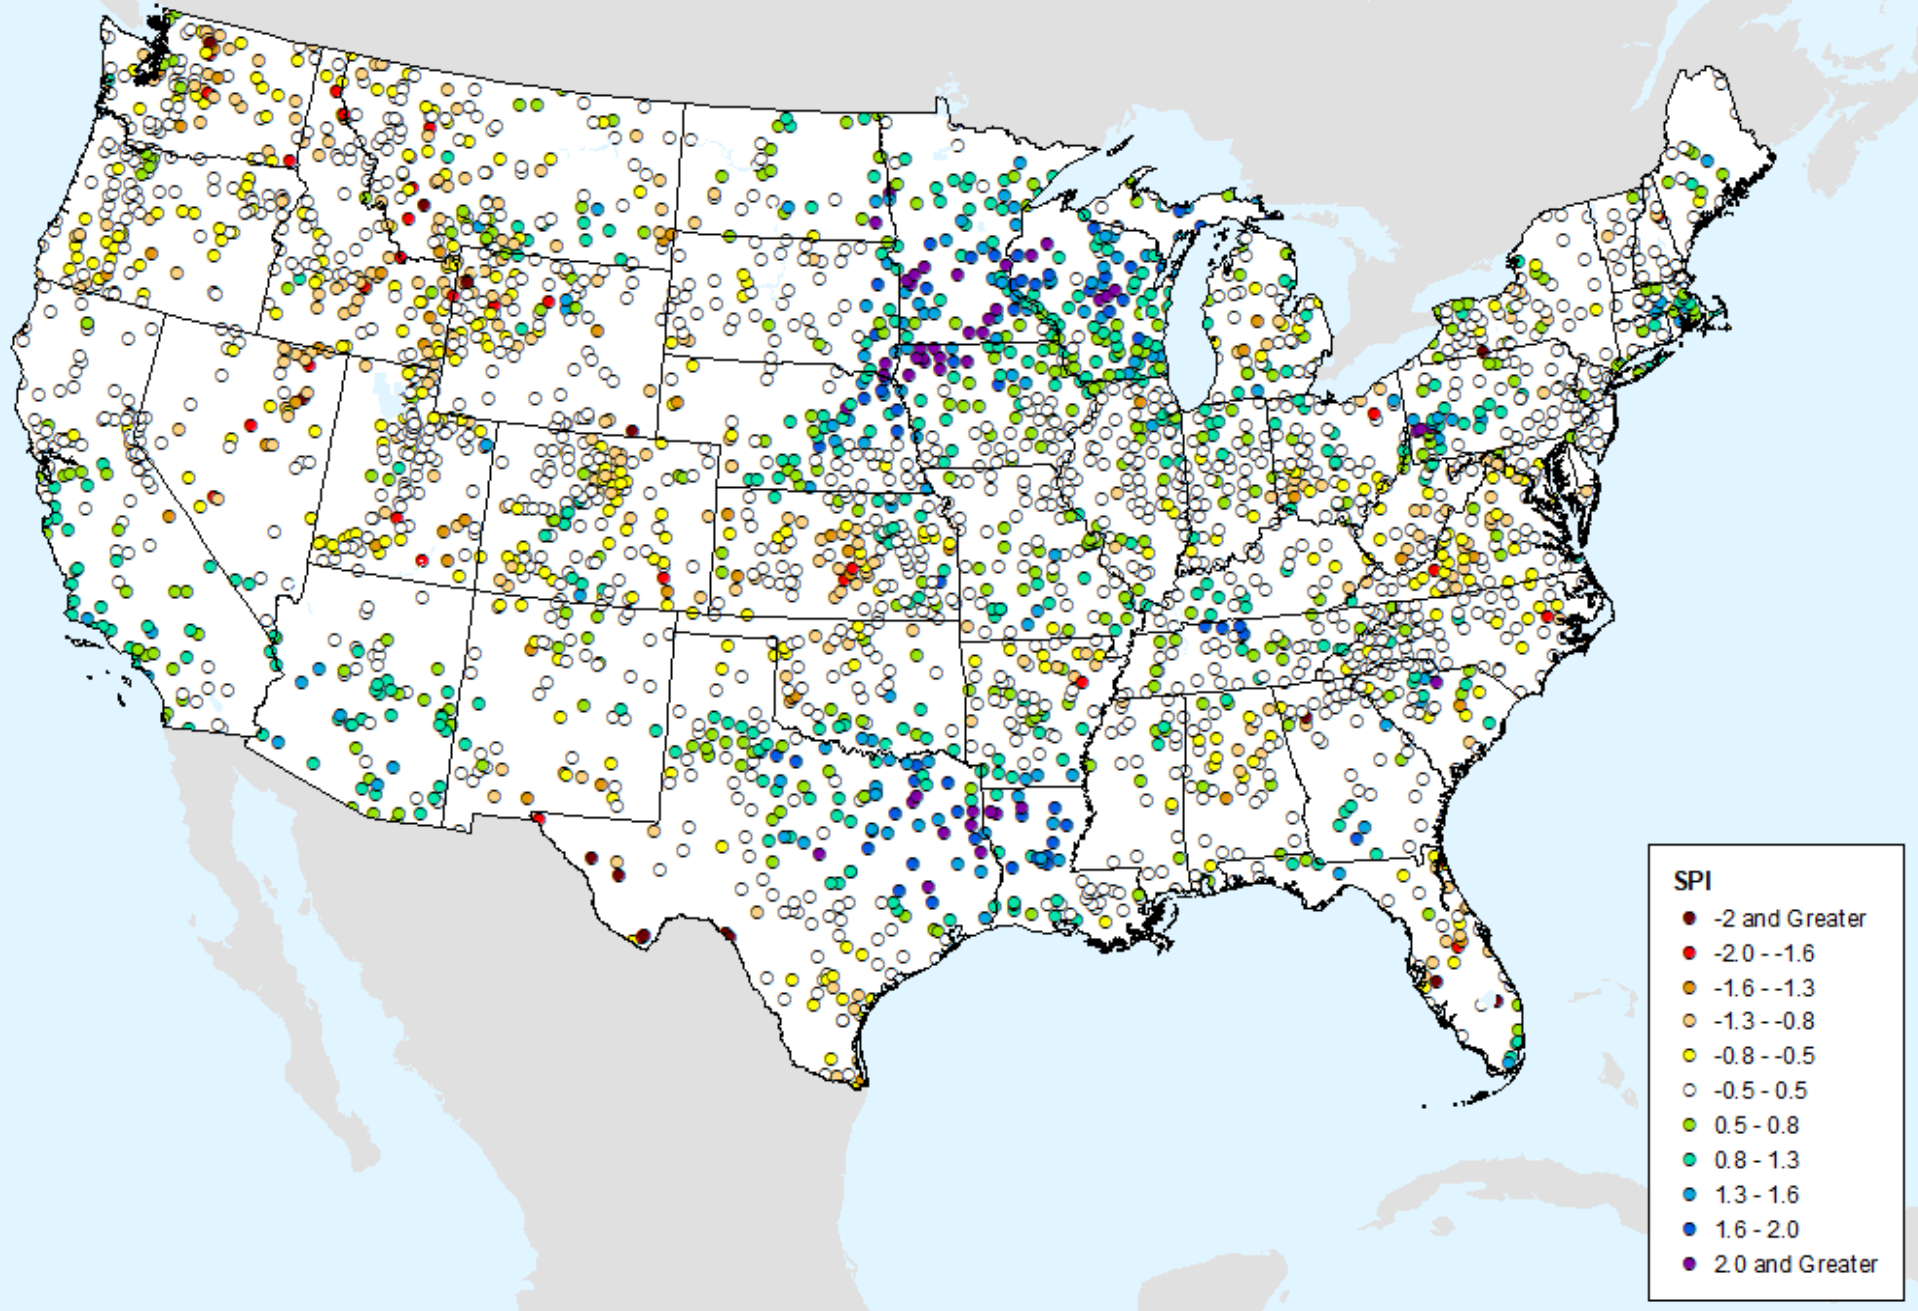 SPI
-2 and Greater
-2.0 - -1.6
-1.6 - -1.3
-1.3 - -0.8
-0.8 - -0.5
-0.5 - 0.5
0.5 - 0.8
0.8 - 1.3
1.3 - 1.6
1.6 - 2.0
2.0 and Greater